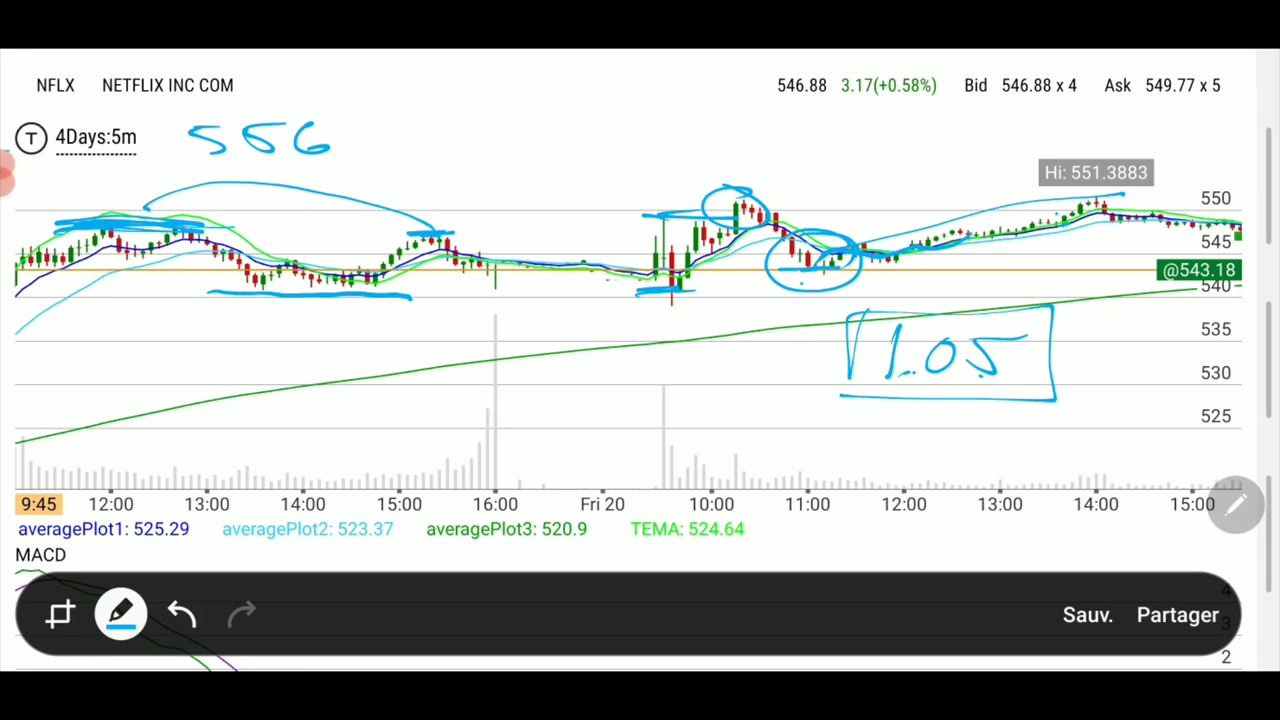 NFLX NETFLIX INC COM 546.88 3.17(+0.58%) Bid 546.88 x 4 Ask 549.77 x 5
T 4Days:5m 556
Hi: 551.3883
550
545
@543.18
540
535
1.05
530
525
9:45 12:00 13:00 14:00 15:00 16:00 Fri 20 10:00 11:00 12:00 13:00 14:00 15:00
averagePlot1: 525.29 averagePlot2: 523.37 averagePlot3: 520.9 TEMA: 524.64
MACD
4
Sauv. Partager
3
2